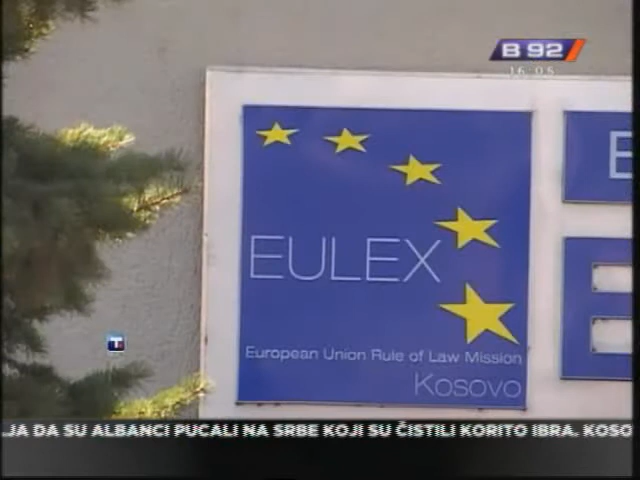 B 92
16:05
EULEX
European Union Rule of Law Mission
Kosovo
E
E
T
JA DA SU ALBANCI PUCALI NA SRBE KOJI SU ČISTILI KORITO IBRA. KOSO